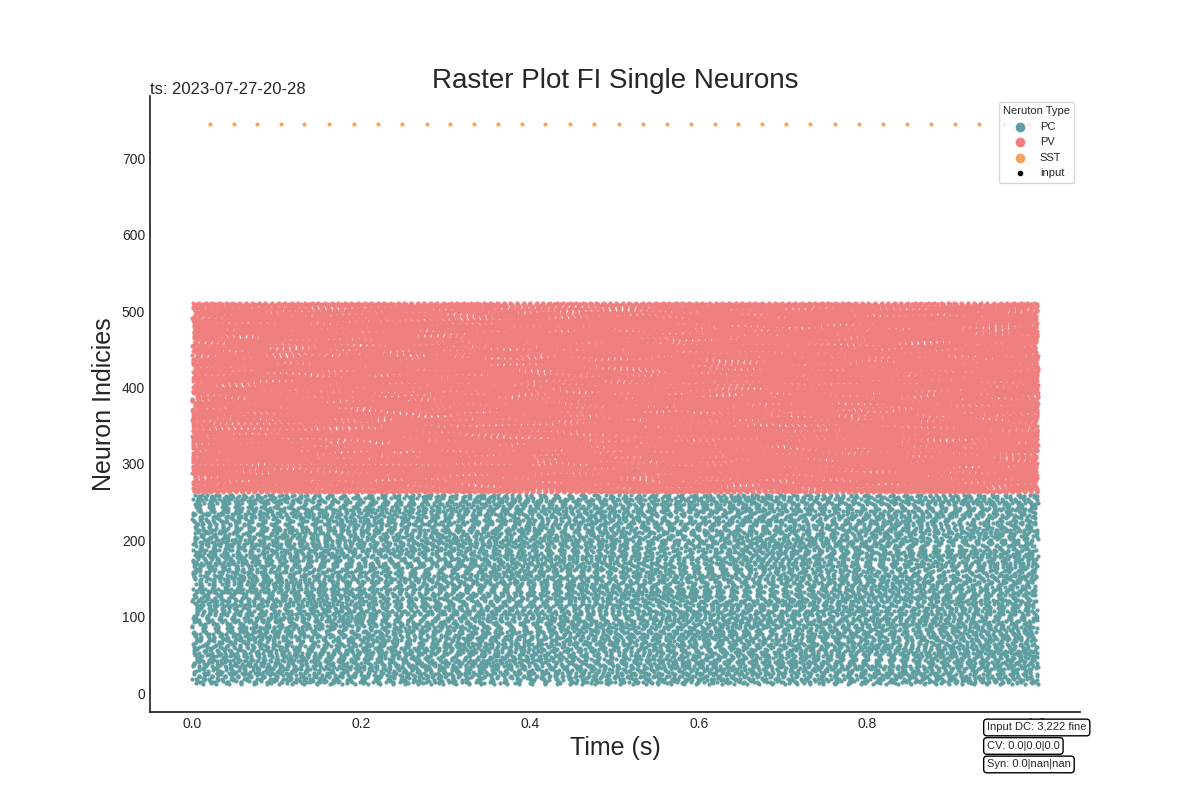 Raster Plot FI Single Neurons
ts: 2023-07-27-20-28
Neruton Type
PC
PV
SST
input
Neuron Indicies
700
600
500
400
300
200
100
0
0.0 0.2 0.4 0.6 0.8
Time (s)
Input DC: 3,222 fine
CV: 0.0|0.0|0.0
Syn: 0.0|nan|nan